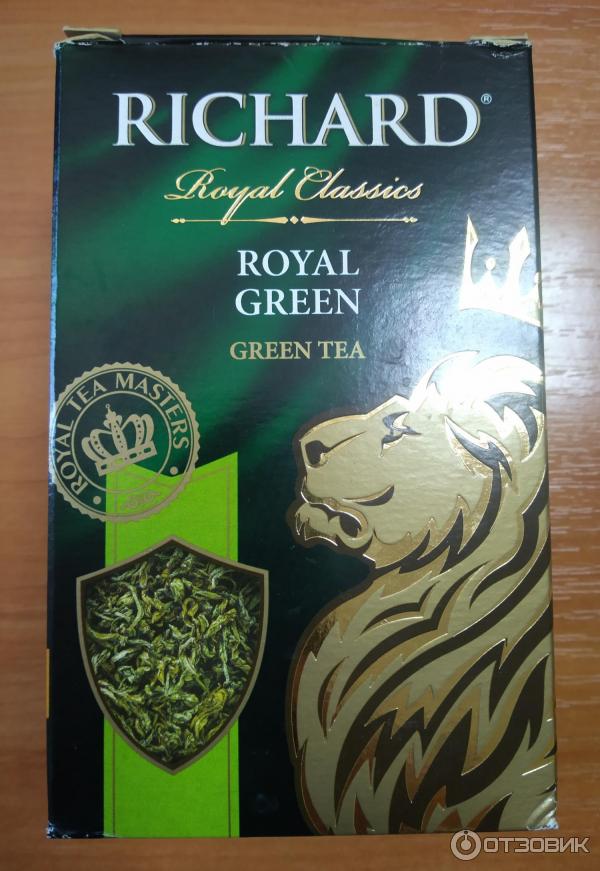 RICHARD®
Royal Classics
ROYAL
GREEN
GREEN TEA
ROYAL TEA MASTERS
ОТЗОВИК